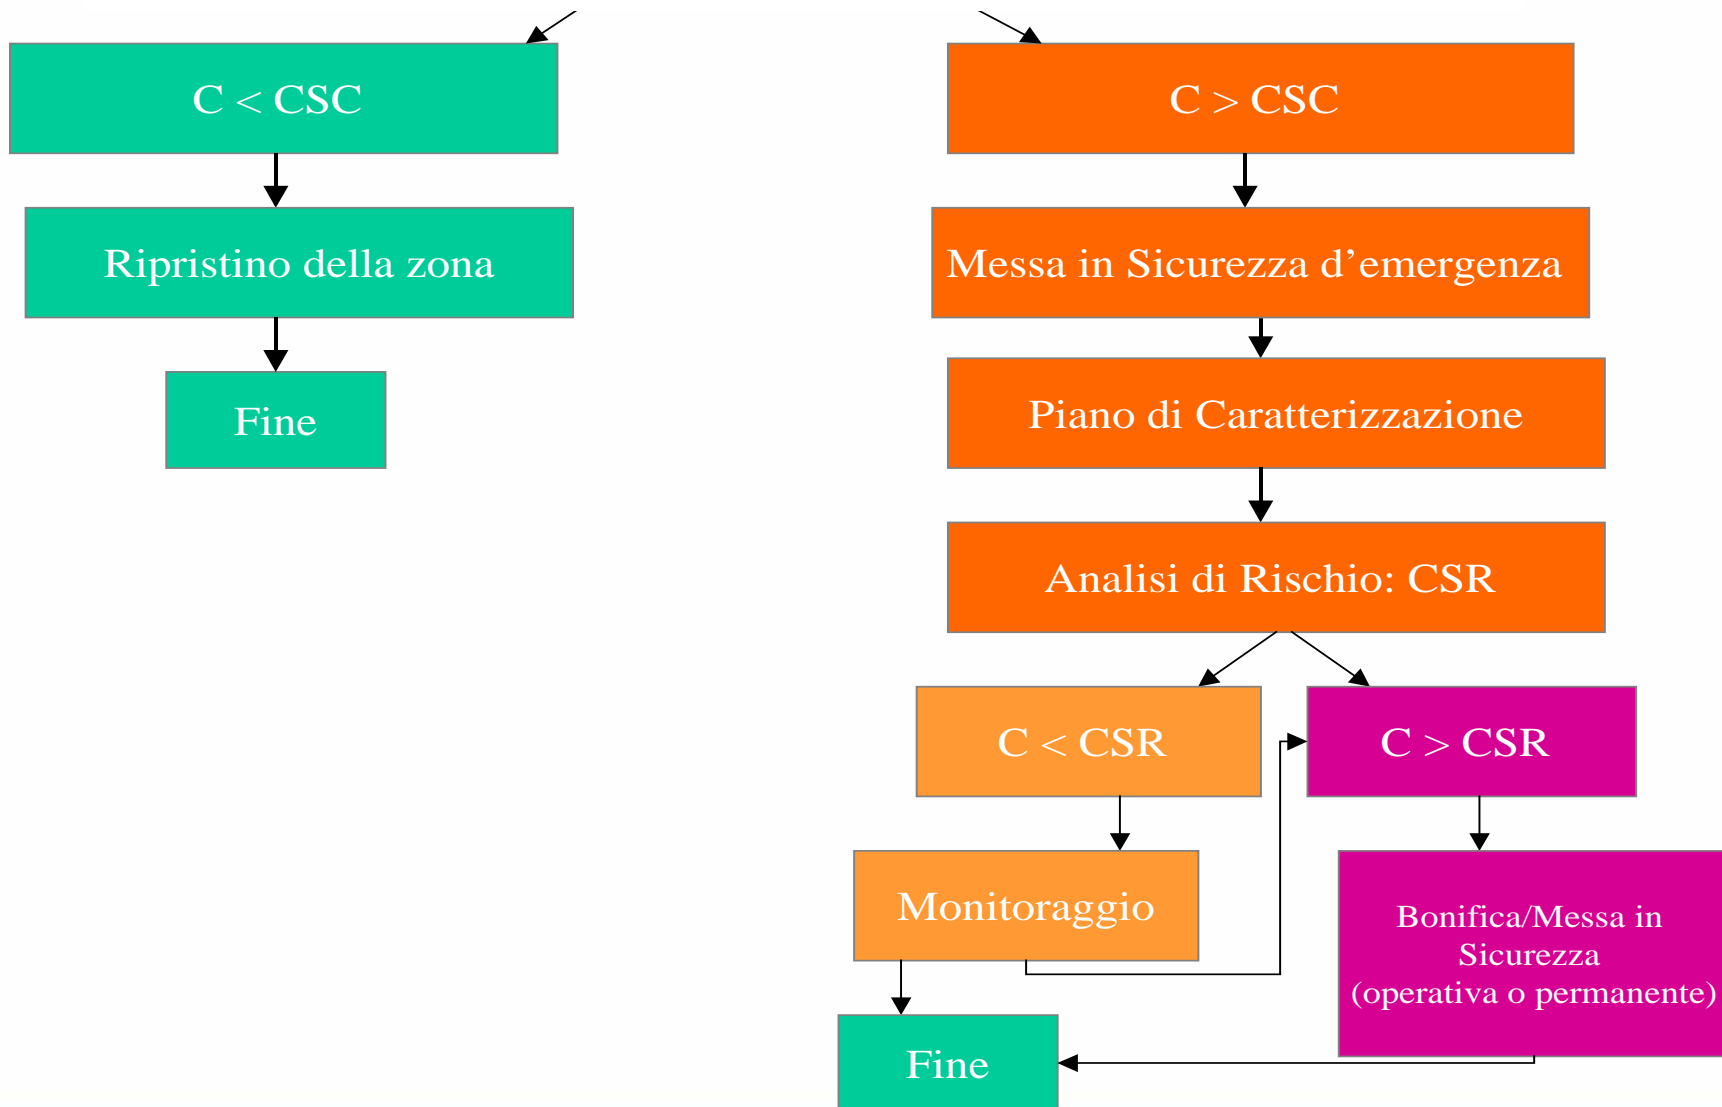 C < CSC
C > CSC
Ripristino della zona
Messa in Sicurezza d’emergenza
Fine
Piano di Caratterizzazione
Analisi di Rischio: CSR
C < CSR
C > CSR
Monitoraggio
Bonifica/Messa in
Sicurezza
(operativa o permanente)
Fine